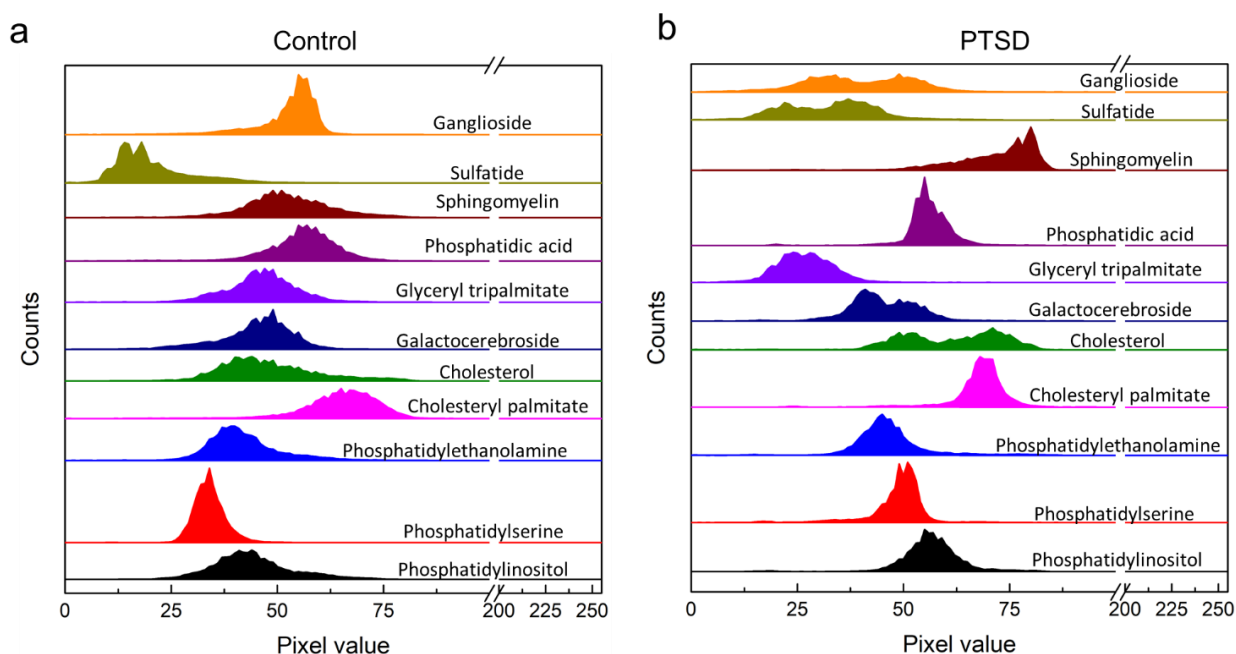 a
Control
Ganglioside
Sulfatide
Sphingomyelin
Phosphatidic acid
Glyceryl tripalmitate
Galactocerebroside
Cholesterol
Cholesteryl palmitate
Phosphatidylethanolamine
Phosphatidylserine
Phosphatidylinositol
Counts
0 25 50 75 200 225 250
Pixel value
b
PTSD
Ganglioside
Sulfatide
Sphingomyelin
Phosphatidic acid
Glyceryl tripalmitate
Galactocerebroside
Cholesterol
Cholesteryl palmitate
Phosphatidylethanolamine
Phosphatidylserine
Phosphatidylinositol
Counts
0 25 50 75 200 225 250
Pixel value